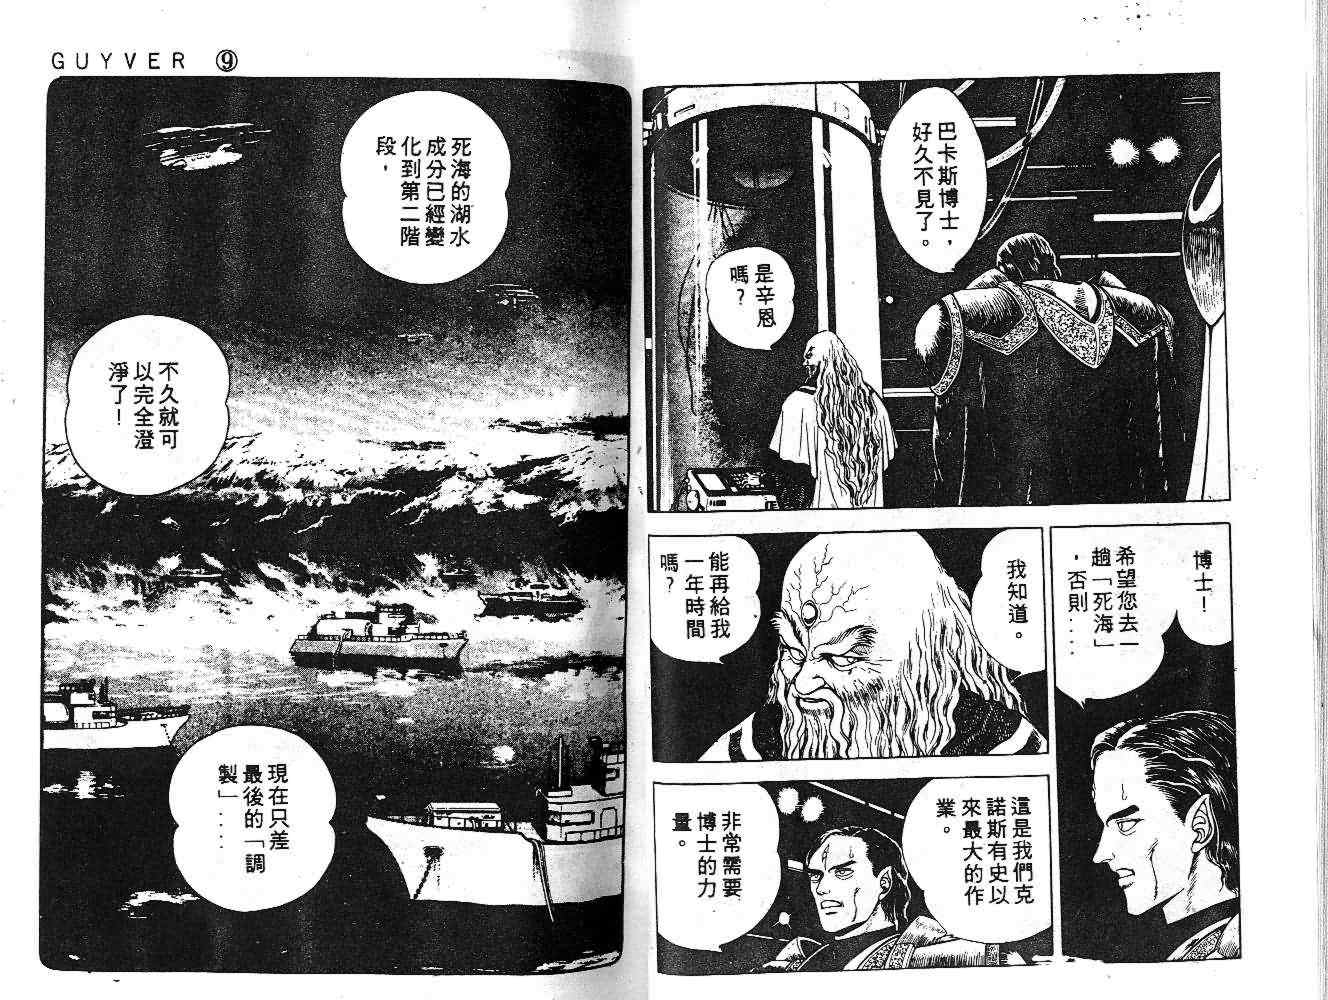 GUYVER ⑨
巴卡斯博士，
好久不見了。
是辛恩
嗎？
博士！
希望您去一
趟「死海」
，否則．．．．
我知道。
能再給我
一年時間
嗎？
這是我們克
諾斯有史以
來最大的作
業。
非常需要
博士的力
量。
死海的湖水
成分已經變
化到第二階
段，
不久就可
以完全澄
淨了！
現在只差
最後的「調
製」．．．．